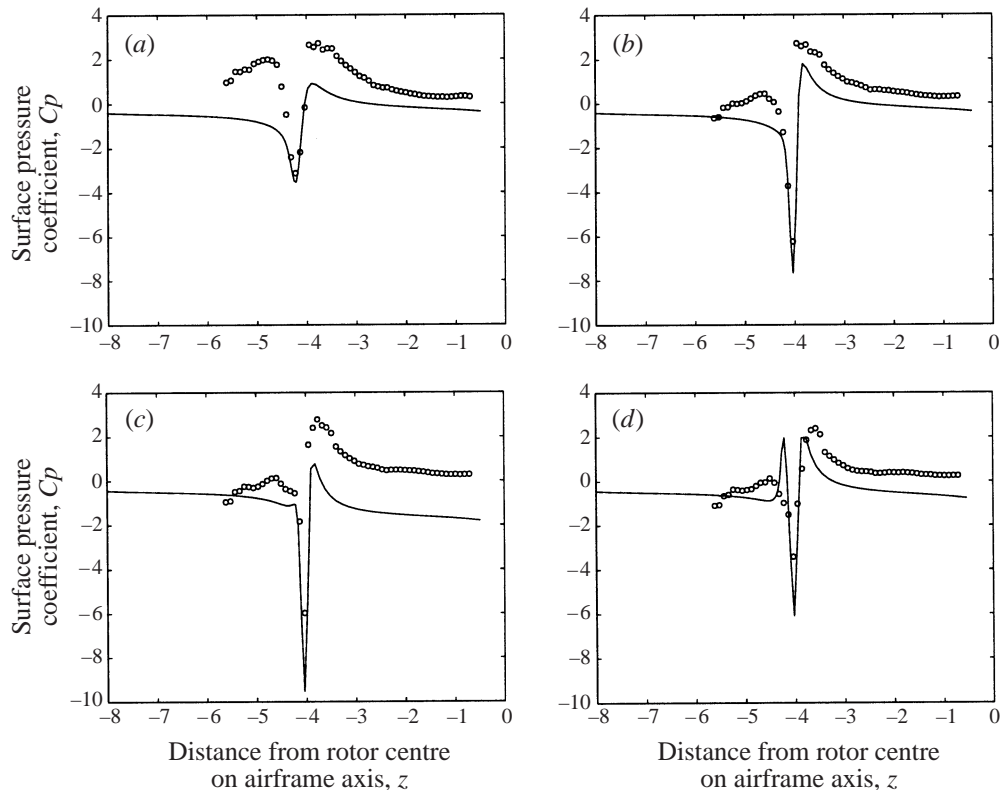 (a)
4
2
0
–2
–4
–6
–8
–10
–8 –7 –6 –5 –4 –3 –2 –1 0
Surface pressure
coefficient, Cp
(b)
4
2
0
–2
–4
–6
–8
–10
–8 –7 –6 –5 –4 –3 –2 –1 0
(c)
4
2
0
–2
–4
–6
–8
–10
–8 –7 –6 –5 –4 –3 –2 –1 0
Surface pressure
coefficient, Cp
Distance from rotor centre
on airframe axis, z
(d)
4
2
0
–2
–4
–6
–8
–10
–8 –7 –6 –5 –4 –3 –2 –1 0
Distance from rotor centre
on airframe axis, z